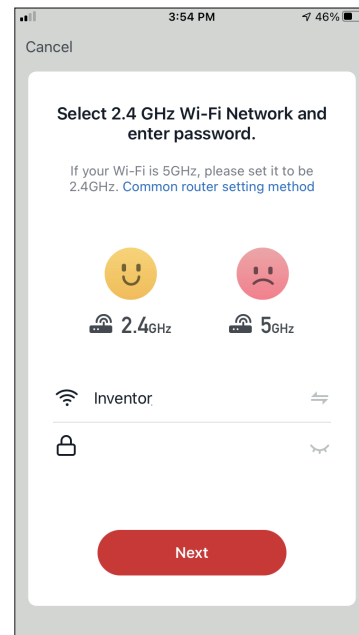 3:54 PM
46%
Cancel
Select 2.4 GHz Wi-Fi Network and
enter password.
If your Wi-Fi is 5GHz, please set it to be
2.4GHz. Common router setting method
2.4GHz 5GHz
Inventor
Next